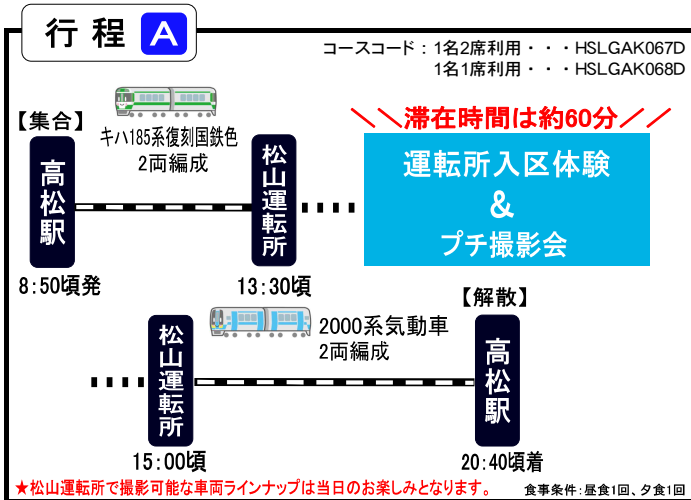 行程 A
コースコード：1名2席利用・・・HSLGAK067D
1名1席利用・・・HSLGAK068D
【集合】
高松駅
8:50頃発
キハ185系復刻国鉄色
2両編成
松山運転所
13:30頃
＼＼滞在時間は約60分／／
運転所入区体験
&
プチ撮影会
松山運転所
15:00頃
2000系気動車
2両編成
【解散】
高松駅
20:40頃着
★松山運転所で撮影可能な車両ラインナップは当日のお楽しみとなります。
食事条件：昼食1回、夕食1回